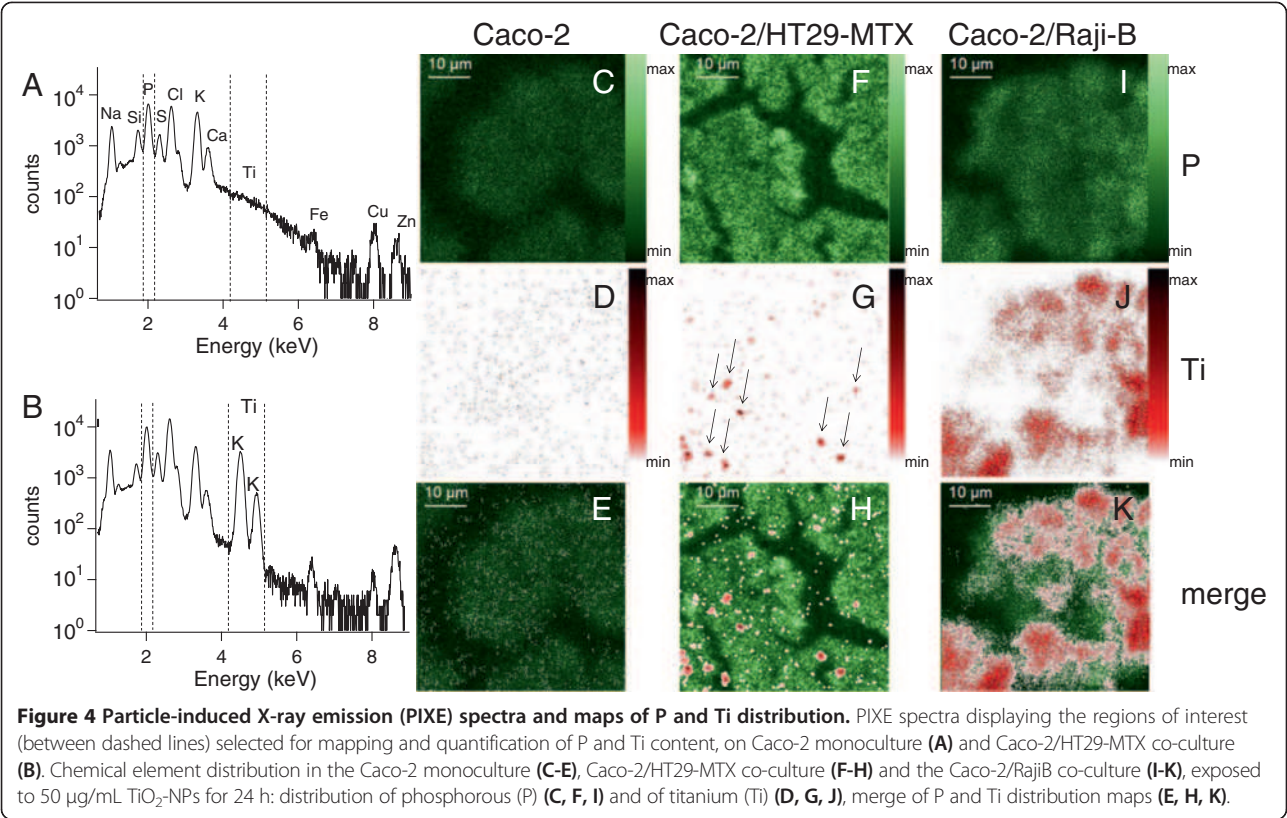 Caco-2 Caco-2/HT29-MTX Caco-2/Raji-B
A
10⁴
10³
10²
10¹
10⁰
counts
Na Si P S Cl K Ca Ti Fe Cu Zn
2 4 6 8
Energy (keV)
B
10⁴
10³
10²
10¹
10⁰
counts
Ti
K
K
2 4 6 8
Energy (keV)
10 μm C max min
10 μm F max min
10 μm I max min
P
D max min
G max min
J max min
Ti
10 μm E
10 μm H
10 μm K
merge
Figure 4 Particle-induced X-ray emission (PIXE) spectra and maps of P and Ti distribution. PIXE spectra displaying the regions of interest
(between dashed lines) selected for mapping and quantification of P and Ti content, on Caco-2 monoculture (A) and Caco-2/HT29-MTX co-culture
(B). Chemical element distribution in the Caco-2 monoculture (C-E), Caco-2/HT29-MTX co-culture (F-H) and the Caco-2/RajiB co-culture (I-K), exposed
to 50 μg/mL TiO₂-NPs for 24 h: distribution of phosphorous (P) (C, F, I) and of titanium (Ti) (D, G, J), merge of P and Ti distribution maps (E, H, K).